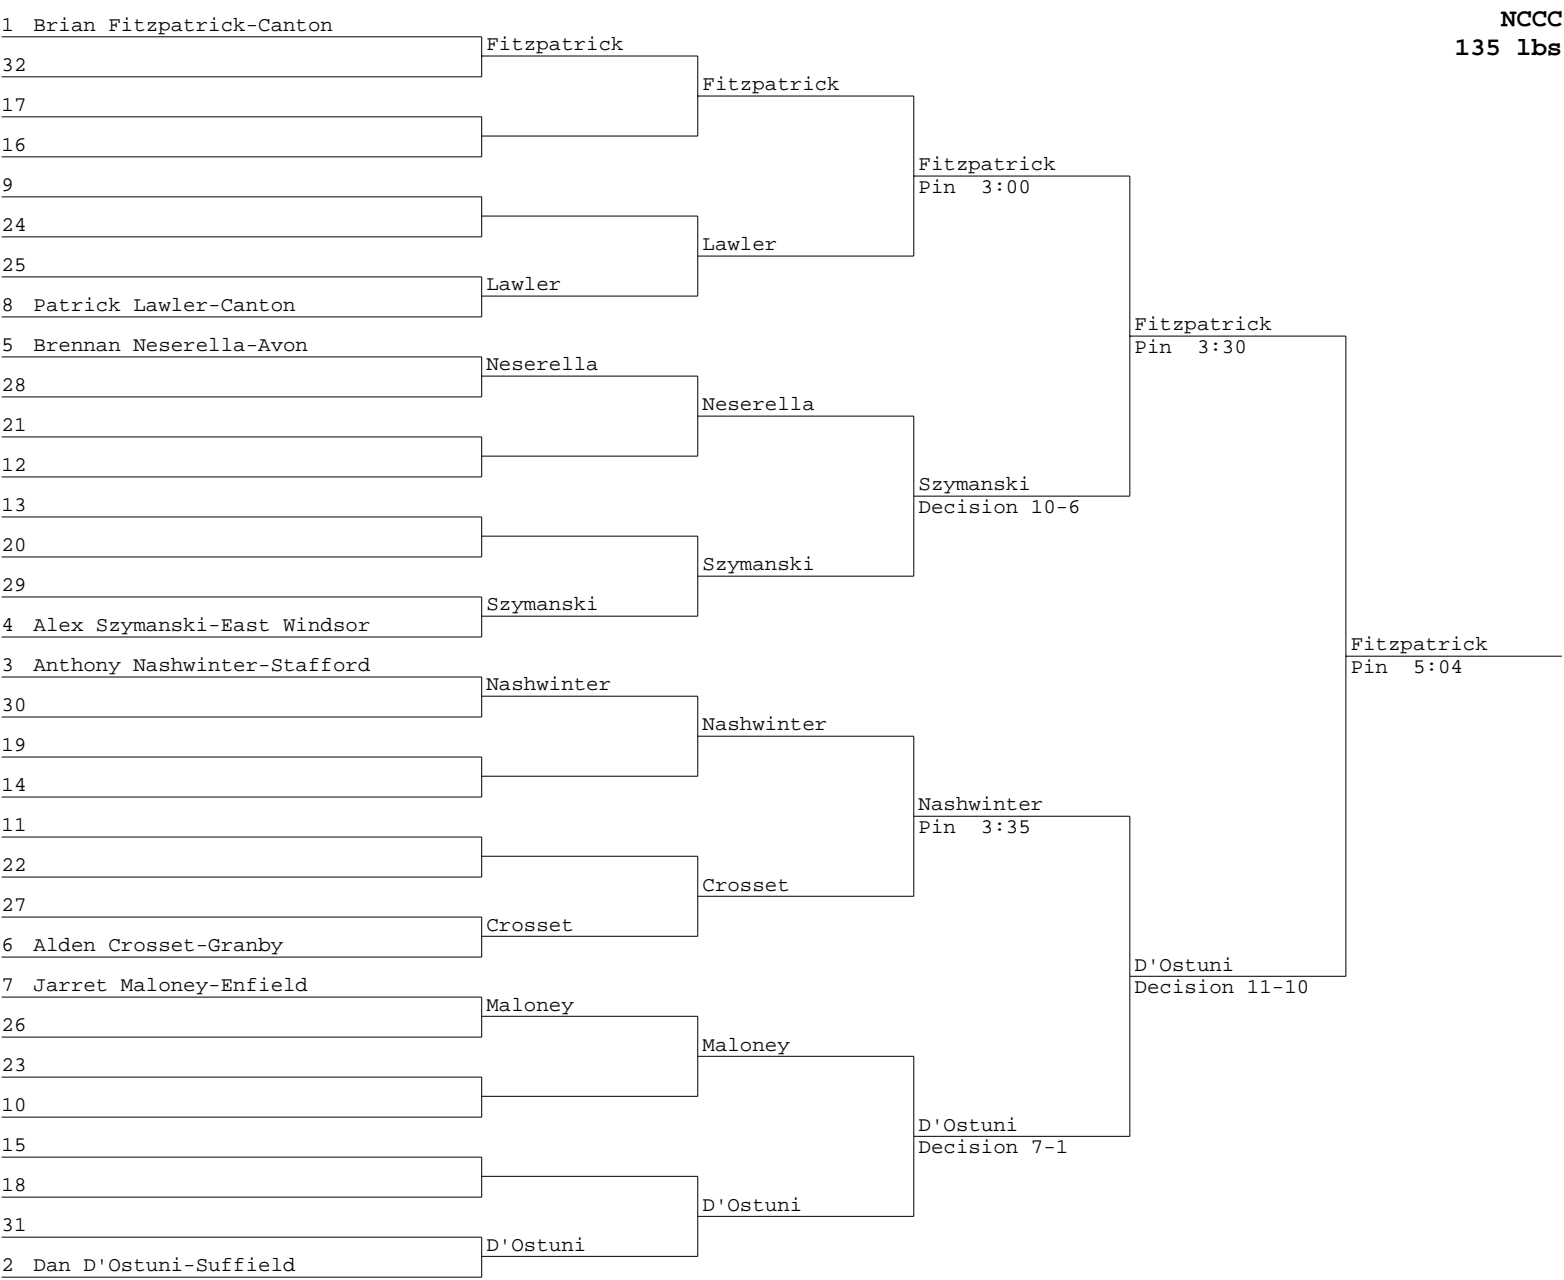 NCCC
135 lbs
1 Brian Fitzpatrick-Canton
Fitzpatrick
32
Fitzpatrick
17
16
Fitzpatrick
Pin 3:00
9
24
Lawler
25
Lawler
8 Patrick Lawler-Canton
Fitzpatrick
Pin 3:30
5 Brennan Neserella-Avon
Neserella
28
Neserella
21
12
Szymanski
Decision 10-6
13
20
Szymanski
29
Szymanski
4 Alex Szymanski-East Windsor
Fitzpatrick
Pin 5:04
3 Anthony Nashwinter-Stafford
Nashwinter
30
Nashwinter
19
14
Nashwinter
Pin 3:35
11
22
Crosset
27
Crosset
6 Alden Crosset-Granby
D'Ostuni
Decision 11-10
7 Jarret Maloney-Enfield
Maloney
26
Maloney
23
10
D'Ostuni
Decision 7-1
15
18
D'Ostuni
31
D'Ostuni
2 Dan D'Ostuni-Suffield